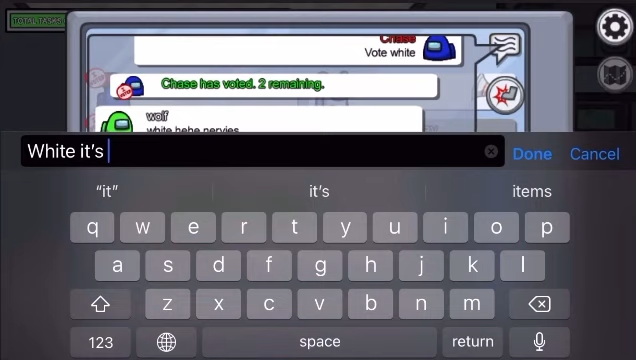 TOTAL TASKS
Chase
Vote white
Chase has voted. 2 remaining.
wolf
white hehe nervies
White it's
Done
Cancel
"it"
it's
items
q w e r t y u i o p
a s d f g h j k l
z x c v b n m
123
space
return